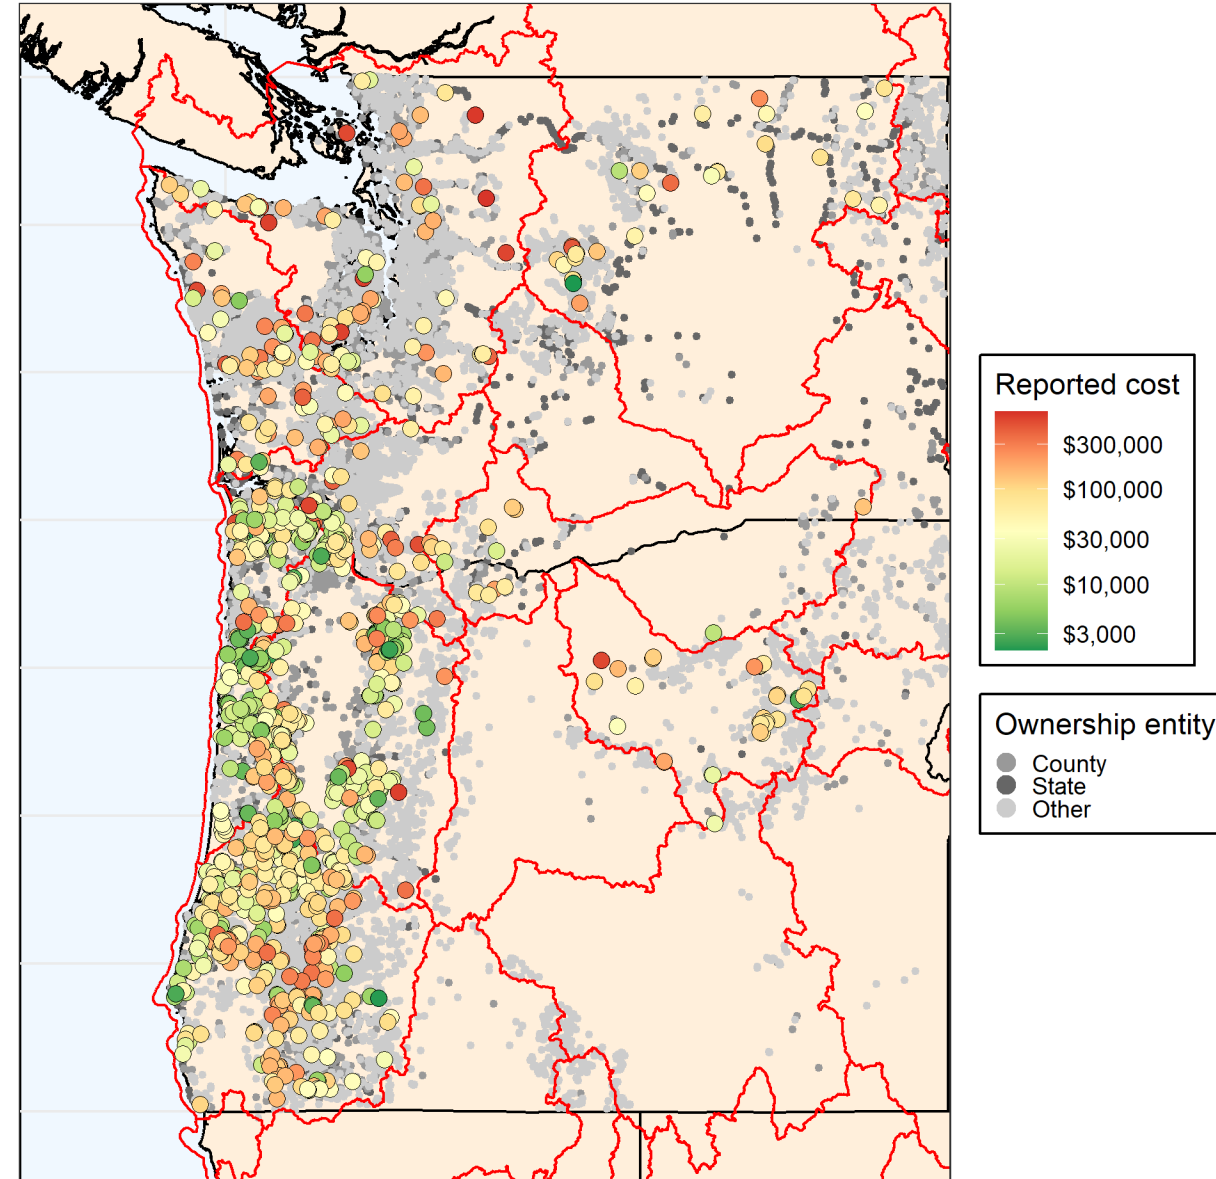 Reported cost
$300,000
$100,000
$30,000
$10,000
$3,000
Ownership entity
County
State
Other